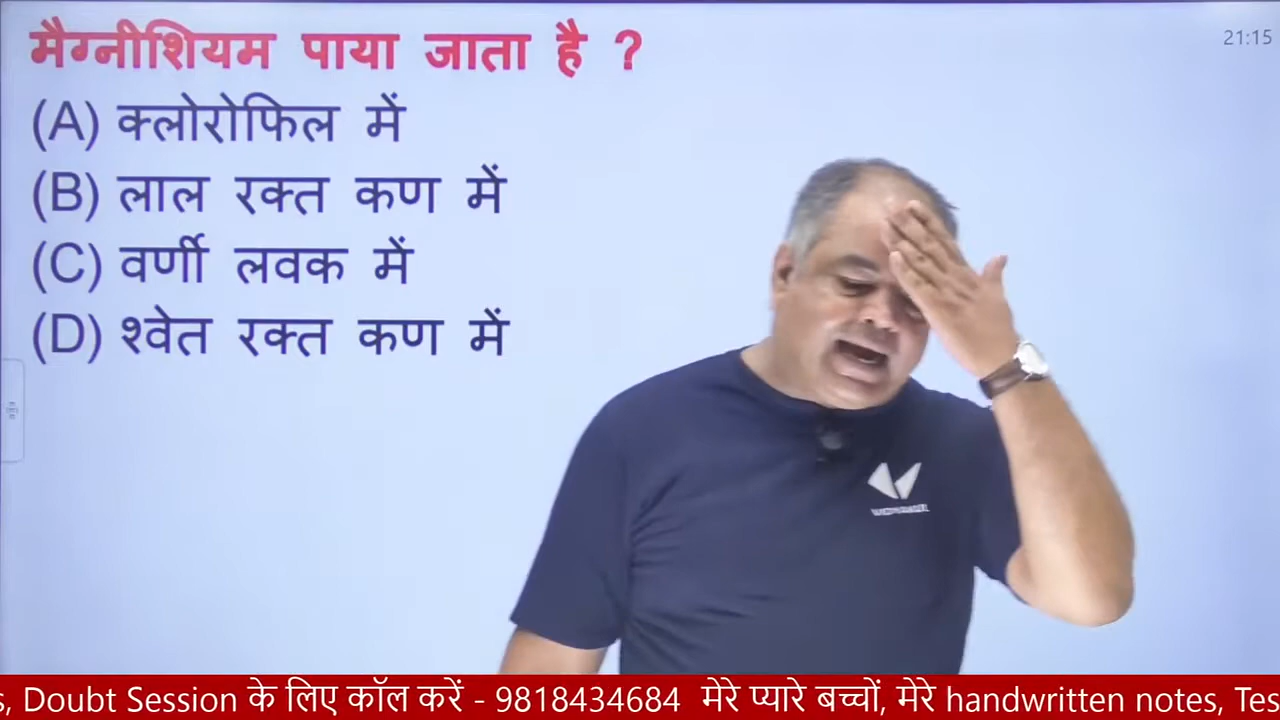 मैग्नीशियम पाया जाता है ?
21:15
(A) क्लोरोफिल में
(B) लाल रक्त कण में
(C) वर्णी लवक में
(D) श्वेत रक्त कण में
s, Doubt Session के लिए कॉल करें - 9818434684 मेरे प्यारे बच्चों, मेरे handwritten notes, Tes